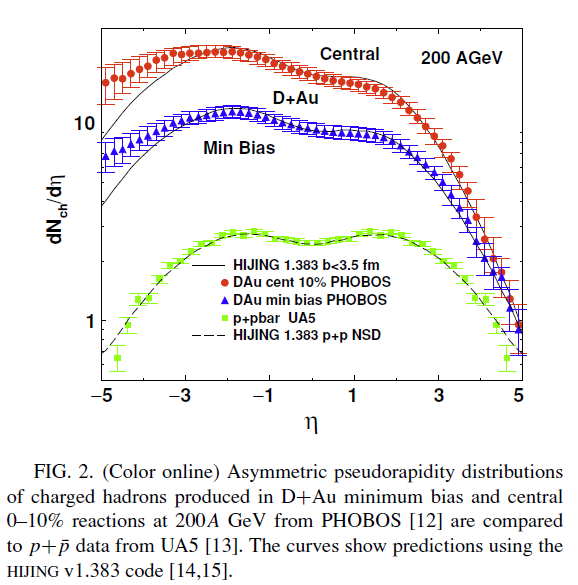 Central
200 AGeV
D+Au
10
Min Bias
dNch/dη
HIJING 1.383 b<3.5 fm
DAu cent 10% PHOBOS
DAu min bias PHOBOS
p+pbar UA5
HIJING 1.383 p+p NSD
1
−5 −3 −1 1 3 5
η
FIG. 2. (Color online) Asymmetric pseudorapidity distributions
of charged hadrons produced in D+Au minimum bias and central
0–10% reactions at 200A GeV from PHOBOS [12] are compared
to p+p̄ data from UA5 [13]. The curves show predictions using the
HIJING v1.383 code [14,15].